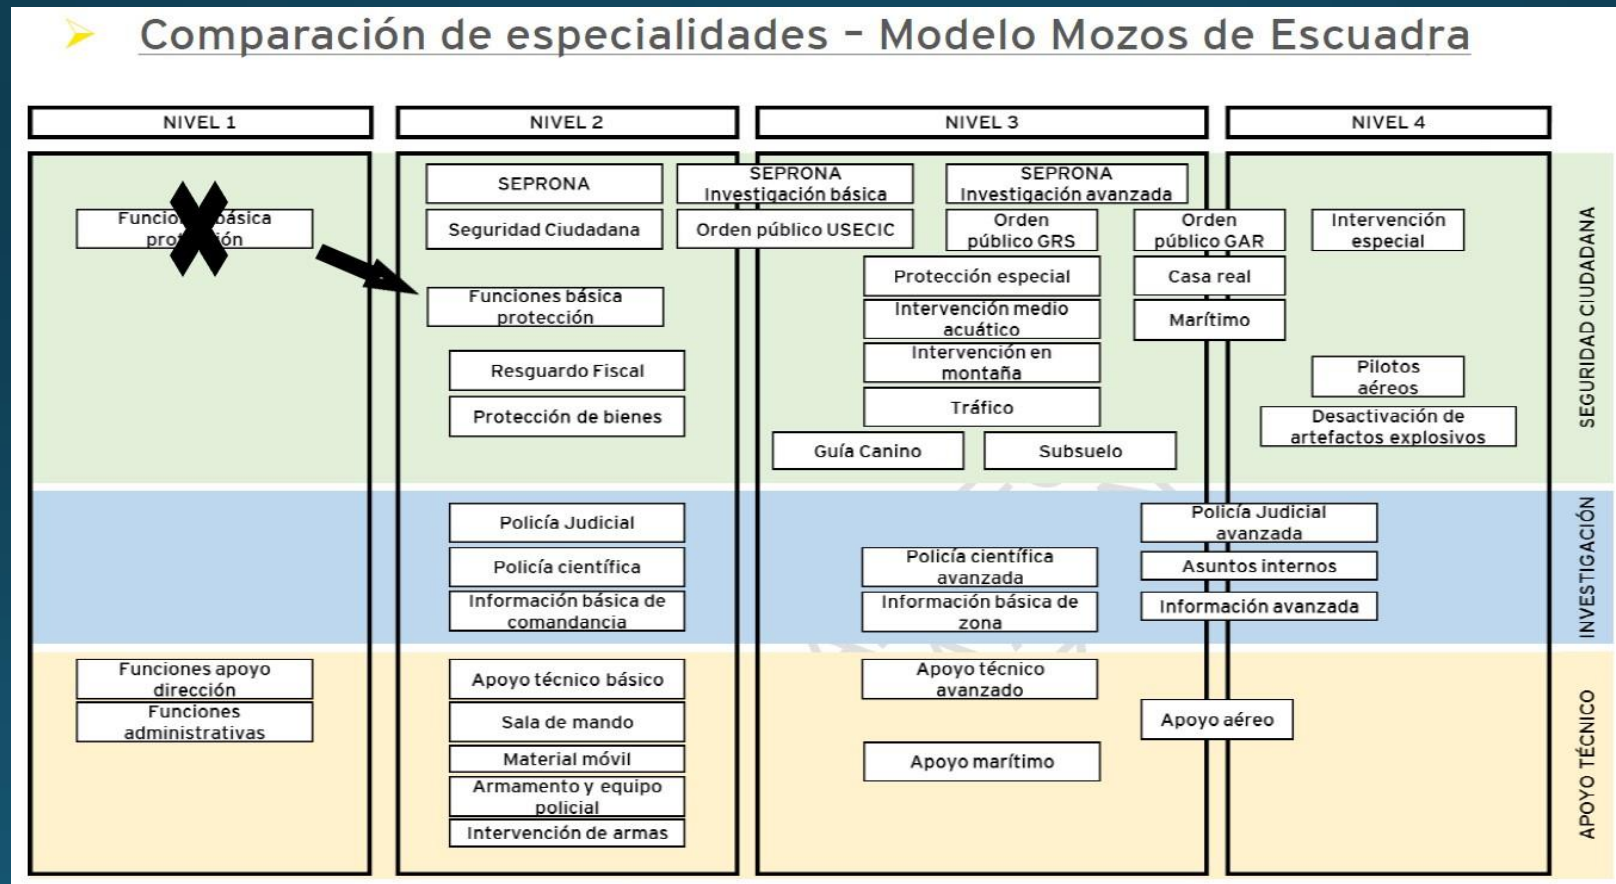 Comparación de especialidades – Modelo Mozos de Escuadra
NIVEL 1
NIVEL 2
NIVEL 3
NIVEL 4
SEGURIDAD CIUDADANA
SEPRONA
SEPRONA
Investigación básica
SEPRONA
Investigación avanzada
Seguridad Ciudadana
Orden público USECIC
Orden
público GRS
Orden
público GAR
Intervención
especial
Protección especial
Casa real
Funciones básica
protección
Intervención medio
acuático
Marítimo
Intervención en
montaña
Resguardo Fiscal
Pilotos
aéreos
Tráfico
Protección de bienes
Desactivación de
artefactos explosivos
Guía Canino
Subsuelo
INVESTIGACIÓN
Policía Judicial
Policía Judicial
avanzada
Policía científica
Policía científica
avanzada
Asuntos internos
Información básica de
comandancia
Información básica de
zona
Información avanzada
APOYO TÉCNICO
Funciones apoyo
dirección
Funciones
administrativas
Apoyo técnico básico
Apoyo técnico
avanzado
Sala de mando
Apoyo aéreo
Material móvil
Apoyo marítimo
Armamento y equipo
policial
Intervención de armas